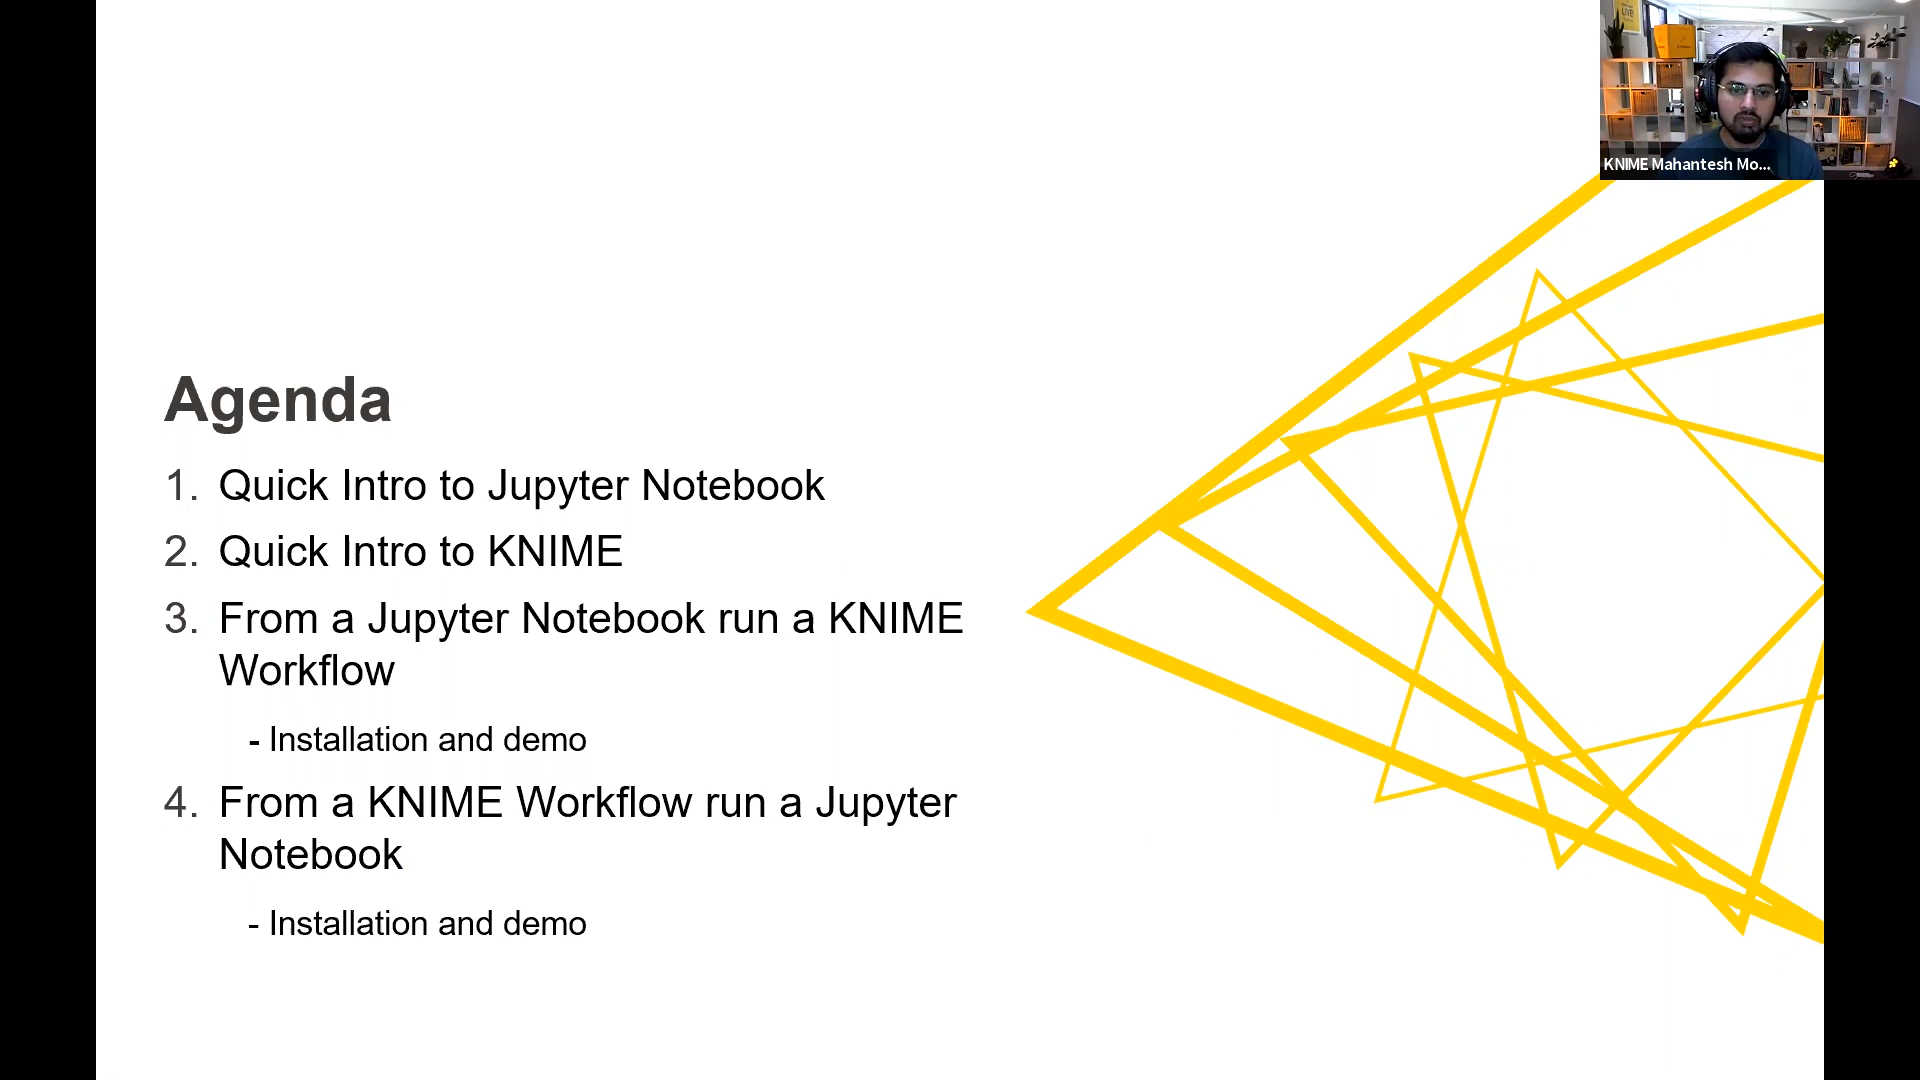 LIVE!
KNIME Mahantesh Mo...
Agenda
1. Quick Intro to Jupyter Notebook
2. Quick Intro to KNIME
3. From a Jupyter Notebook run a KNIME
Workflow
- Installation and demo
4. From a KNIME Workflow run a Jupyter
Notebook
- Installation and demo